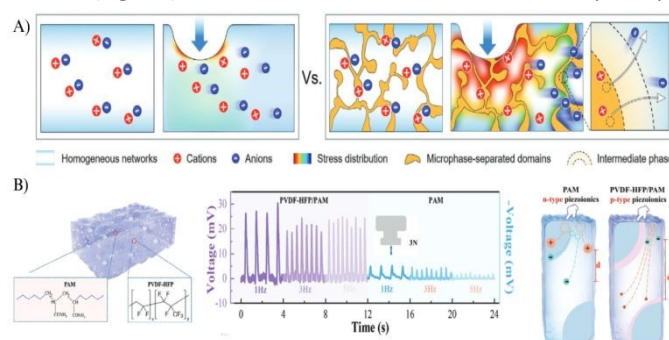 A)
Vs.
Homogeneous networks
Cations
Anions
Stress distribution
Microphase-separated domains
Intermediate phase
B)
PAM
PVDF-HFP
Voltage (mV)
30
20
10
0
-10
PVDF-HFP/PAM
PAM
3N
1Hz
3Hz
1Hz
3Hz
0 4 8 12 16 20 24
Time (s)
-Voltage (mV)
PAM
n-type piezoionics
d
PVDF-HFP/PAM
p-type piezoionics